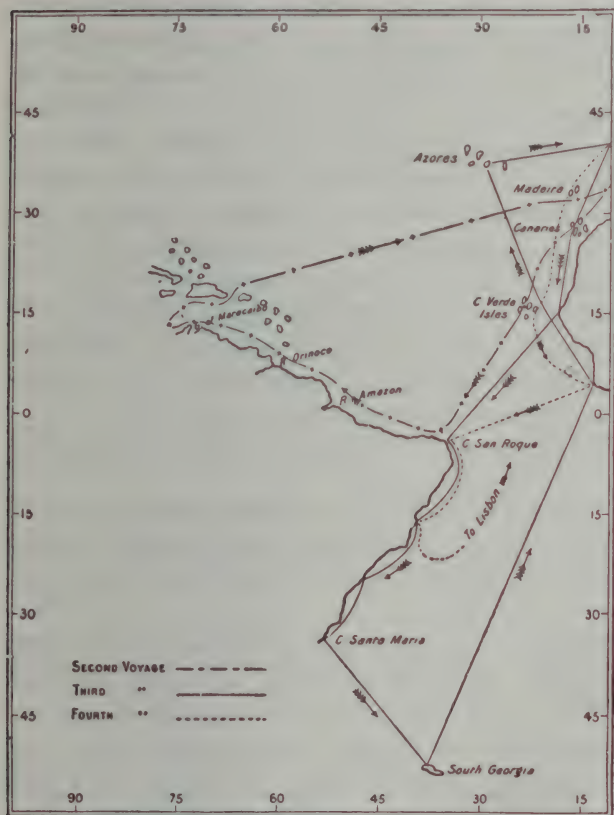 90 75 60 45 30 15
45 45
Azores
Madeira
30 30
Canaries
15 15
C Verde
Isles
Maracaibo
Orinoco
R Amazon
0 0
C San Roque
15 15
To Lisbon
30 30
C Santa Maria
SECOND VOYAGE
THIRD "
FOURTH "
45 45
South Georgia
90 75 60 45 30 15